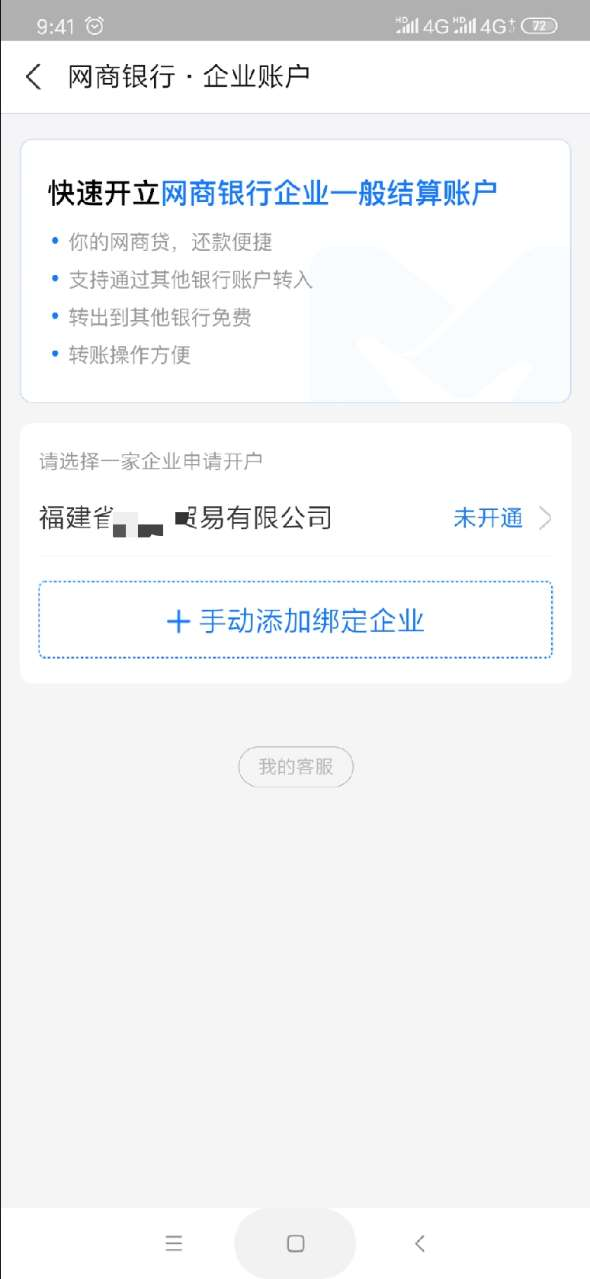 9:41 HD 4G HD 4G+ 72
网商银行·企业账户
快速开立网商银行企业一般结算账户
• 你的网商贷，还款便捷
• 支持通过其他银行账户转入
• 转出到其他银行免费
• 转账操作方便
请选择一家企业申请开户
福建省 贸易有限公司 未开通
+ 手动添加绑定企业
我的客服